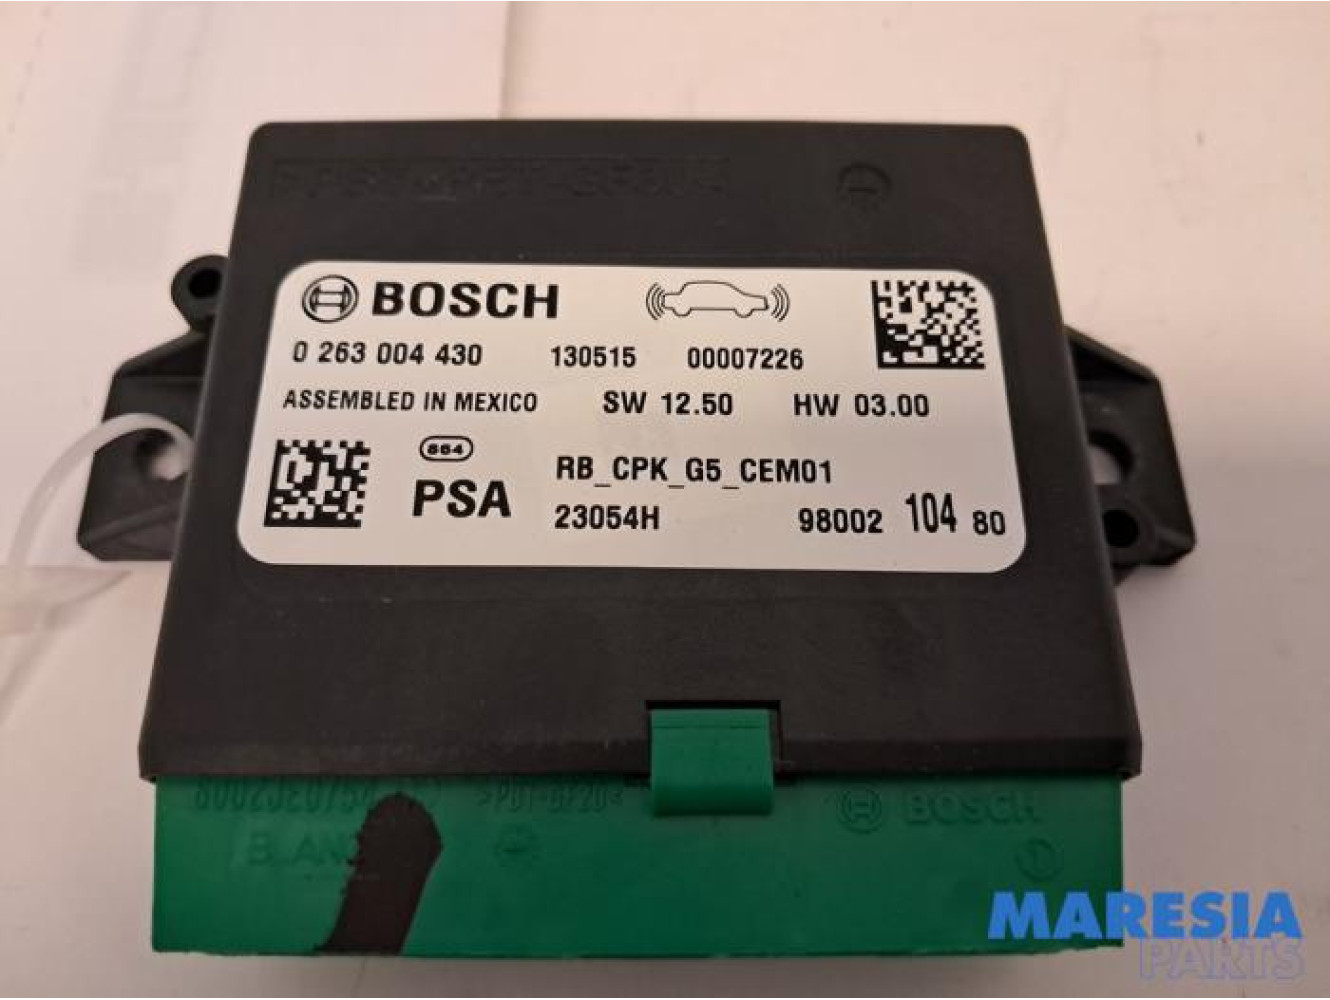 BOSCH
0 263 004 430 130515 00007226
ASSEMBLED IN MEXICO SW 12.50 HW 03.00
PSA RB_CPK_G5_CEM01
23054H 98002 104 80
BOSCH
MARESIA
PARTS